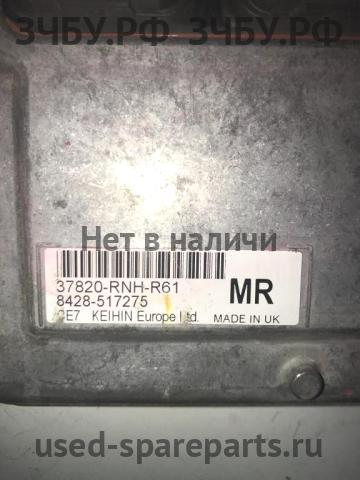 ЗЧБУ.РФ ЗЧБУ.РФ
Нет в наличи
37820-RNH-R61
8428-517275
MR
CE7 KEIHIN Europe Ltd. MADE IN UK
used-spareparts.ru